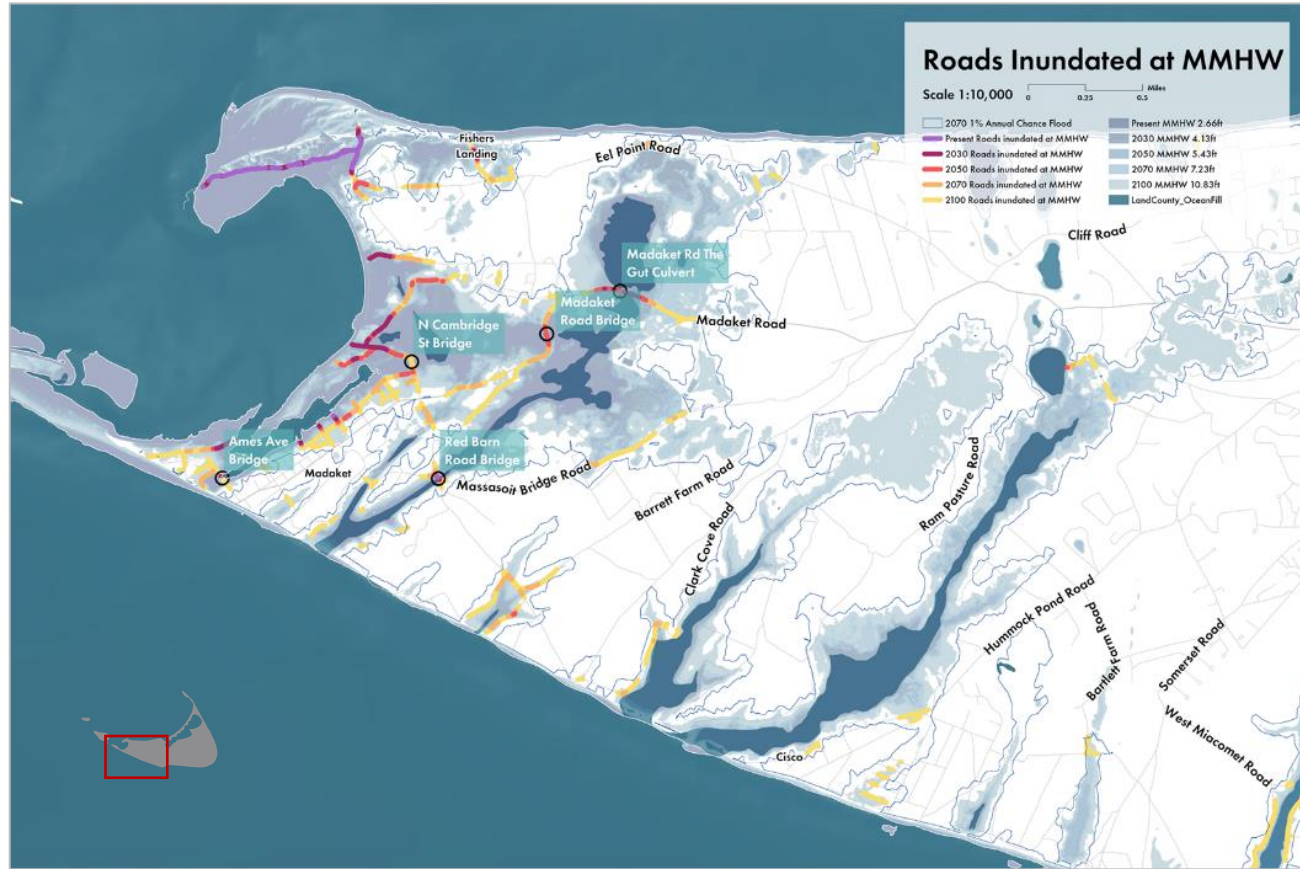 Roads Inundated at MMHW
Scale 1:10,000
0 0.25 0.5 Miles
2070 1% Annual Chance Flood
Present Roads inundated at MMHW
2030 Roads inundated at MMHW
2050 Roads inundated at MMHW
2070 Roads inundated at MMHW
2100 Roads inundated at MMHW
Present MMHW 2.66ft
2030 MMHW 4.13ft
2050 MMHW 5.43ft
2070 MMHW 7.23ft
2100 MMHW 10.83ft
LandCounty_OceanFill
Fishers
Landing
Eel Point Road
Cliff Road
Madaket Rd The
Gut Culvert
Madaket
Road Bridge
Madaket Road
N Cambridge
St Bridge
Ames Ave
Bridge
Madaket
Red Barn
Road Bridge
Massasoit Bridge Road
Barrett Farm Road
Clark Cove Road
Ram Pasture Road
Hummock Pond Road
Bartlett Farm Road
Somerset Road
West Miacomet Road
Cisco